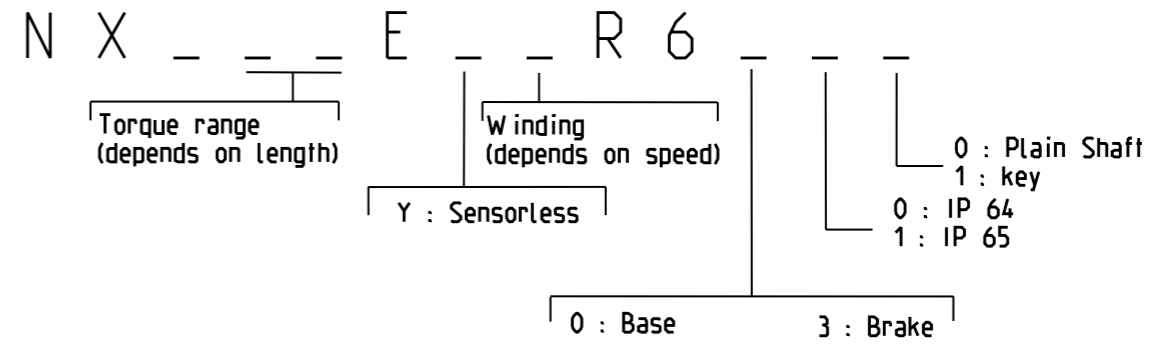 N X _ _ _ E _ _ R 6 _ _ _
Torque range
(depends on length)
Winding
(depends on speed)
0 : Plain Shaft
1 : key
Y : Sensorless
0 : IP 64
1 : IP 65
0 : Base
3 : Brake